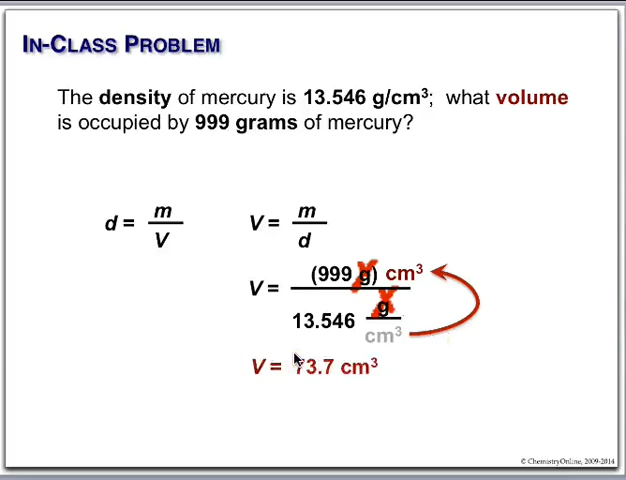 IN-CLASS PROBLEM
The density of mercury is 13.546 g/cm³; what volume
is occupied by 999 grams of mercury?
d = m/V
V = m/d
V = (999 g) cm³ / 13.546 g/cm³
V = 73.7 cm³
© ChemistryOnline, 2009-2014